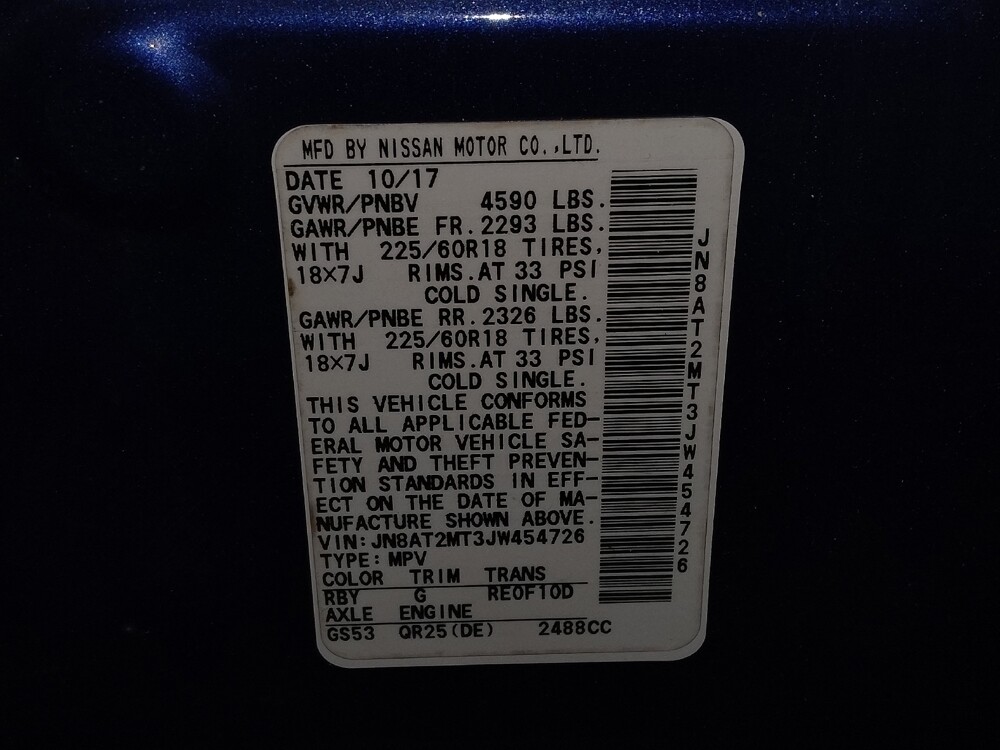 MFD BY NISSAN MOTOR CO.,LTD.
DATE 10/17
GVWR/PNBV 4590 LBS.
GAWR/PNBE FR. 2293 LBS.
WITH 225/60R18 TIRES,
18×7J RIMS.AT 33 PSI
COLD SINGLE.
GAWR/PNBE RR. 2326 LBS.
WITH 225/60R18 TIRES,
18×7J RIMS.AT 33 PSI
COLD SINGLE.
THIS VEHICLE CONFORMS
TO ALL APPLICABLE FED-
ERAL MOTOR VEHICLE SA-
FETY AND THEFT PREVEN-
TION STANDARDS IN EFF-
ECT ON THE DATE OF MA-
NUFACTURE SHOWN ABOVE.
VIN:JN8AT2MT3JW454726
TYPE:MPV
COLOR TRIM TRANS
RBY G RE0F10D
AXLE ENGINE
GS53 QR25(DE) 2488CC
JN8AT2MT3JW454726